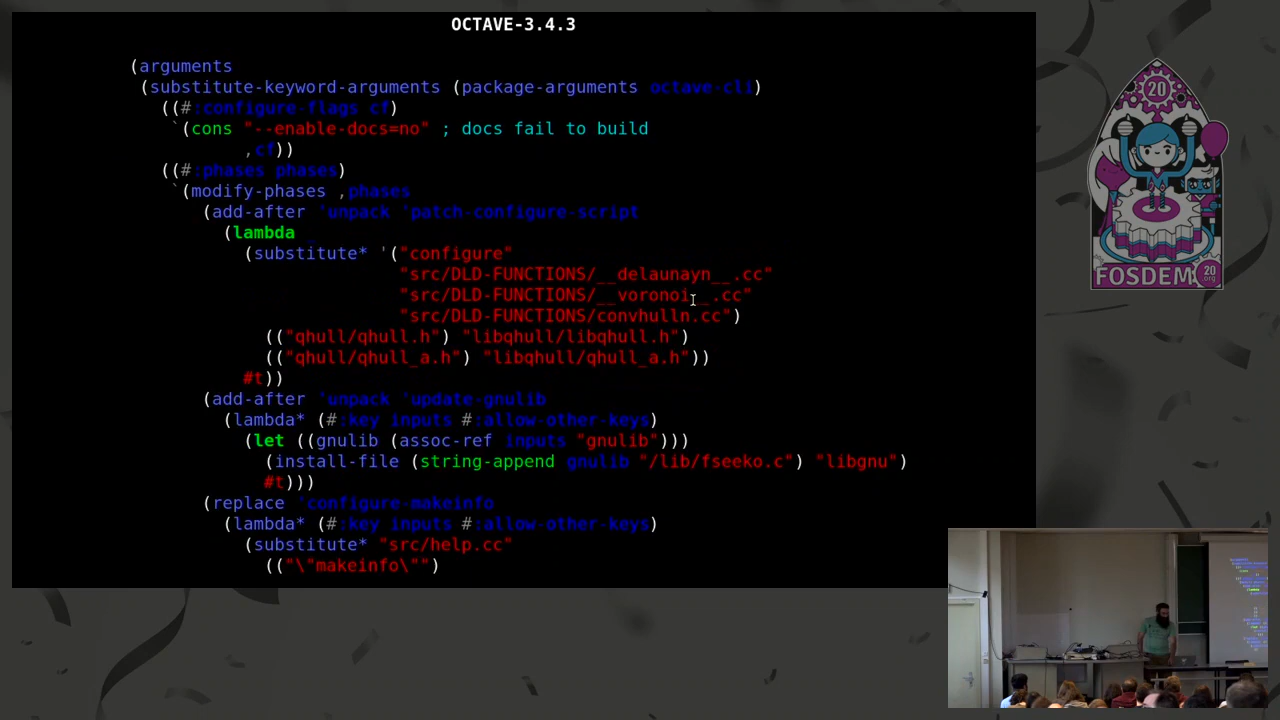 OCTAVE-3.4.3
(arguments
(substitute-keyword-arguments (package-arguments octave-cli)
((#:configure-flags cf)
`(cons "--enable-docs=no" ; docs fail to build
,cf))
((#:phases phases)
`(modify-phases ,phases
(add-after 'unpack 'patch-configure-script
(lambda _
(substitute* '("configure"
"src/DLD-FUNCTIONS/__delaunayn__.cc"
"src/DLD-FUNCTIONS/__voronoi__.cc"
"src/DLD-FUNCTIONS/convhulln.cc")
(("qhull/qhull.h") "libqhull/libqhull.h")
(("qhull/qhull_a.h") "libqhull/qhull_a.h"))
#t))
(add-after 'unpack 'update-gnulib
(lambda* (#:key inputs #:allow-other-keys)
(let ((gnulib (assoc-ref inputs "gnulib")))
(install-file (string-append gnulib "/lib/fseeko.c") "libgnu")
#t)))
(replace 'configure-makeinfo
(lambda* (#:key inputs #:allow-other-keys)
(substitute* "src/help.cc"
(("\"makeinfo\"")
20
FOSDEM
20
.org